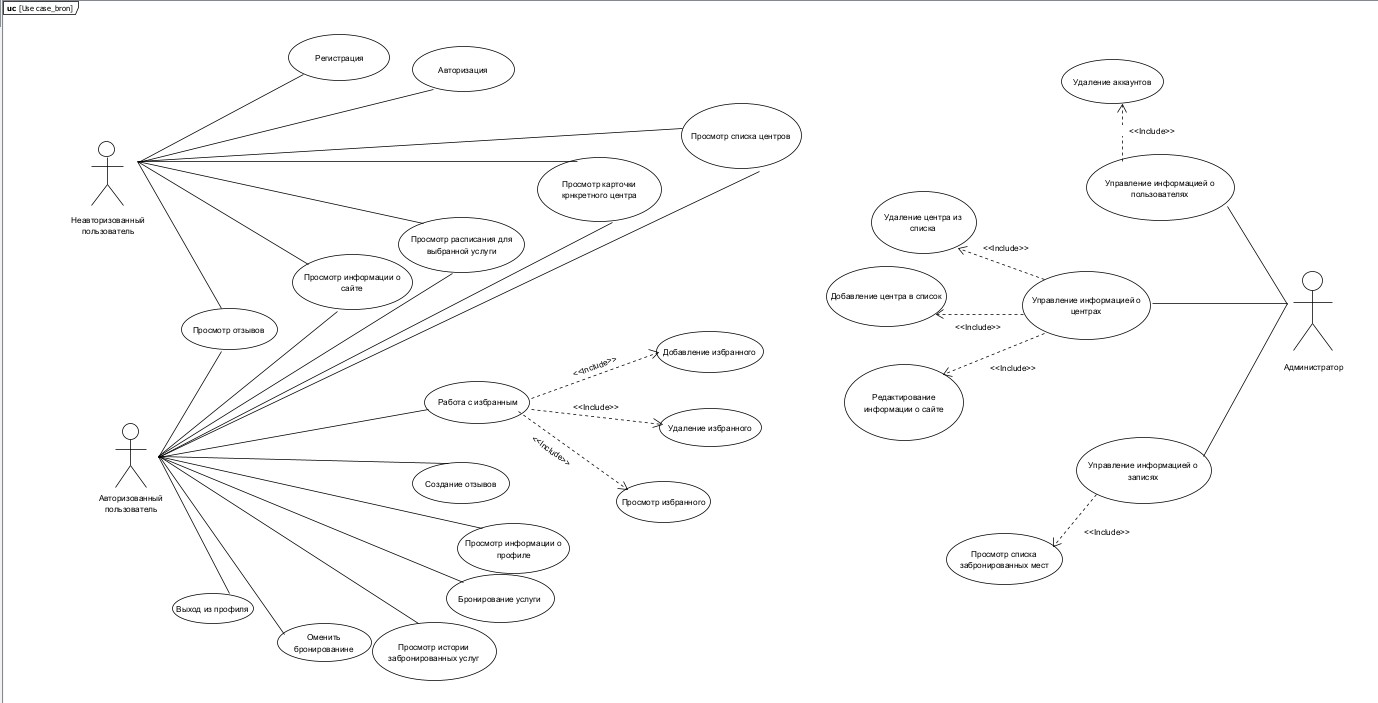 uc [Use case_bron]
Регистрация
Авторизация
Просмотр списка центров
Просмотр карточки
крнкретного центра
Просмотр расписания для
выбранной услуги
Просмотр информации о
сайте
Просмотр отзывов
Неавторизованный
пользователь
Авторизованный
пользователь
Работа с избранным
<<Include>>
Добавление избранного
<<Include>>
Удаление избранного
<<Include>>
Просмотр избранного
Создание отзывов
Просмотр информации о
профиле
Бронирование услуги
Просмотр истории
забронированных услуг
Оменить
бронированине
Выход из профиля
Удаление аккаунтов
<<Include>>
Управление информацией о
пользователях
Удаление центра из
списка
<<Include>>
Добавление центра в список
<<Include>>
Управление информацией о
центрах
<<Include>>
Редактирование
информации о сайте
Администратор
Управление информацией о
записях
<<Include>>
Просмотр списка
забронированных мест